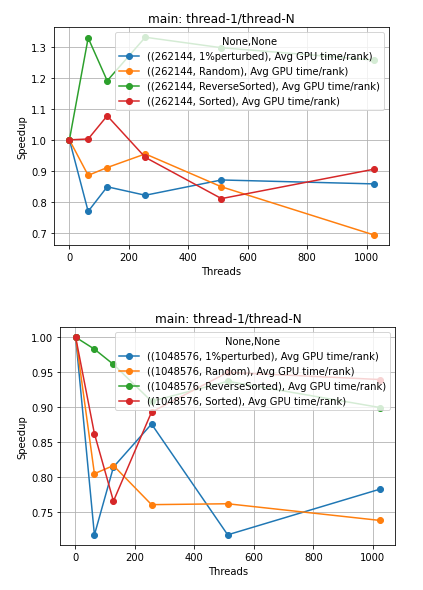 main: thread-1/thread-N
None,None
((262144, 1%perturbed), Avg GPU time/rank)
((262144, Random), Avg GPU time/rank)
((262144, ReverseSorted), Avg GPU time/rank)
((262144, Sorted), Avg GPU time/rank)
1.3
1.2
1.1
1.0
0.9
0.8
0.7
Speedup
0 200 400 600 800 1000
Threads
main: thread-1/thread-N
None,None
((1048576, 1%perturbed), Avg GPU time/rank)
((1048576, Random), Avg GPU time/rank)
((1048576, ReverseSorted), Avg GPU time/rank)
((1048576, Sorted), Avg GPU time/rank)
1.00
0.95
0.90
0.85
0.80
0.75
Speedup
0 200 400 600 800 1000
Threads